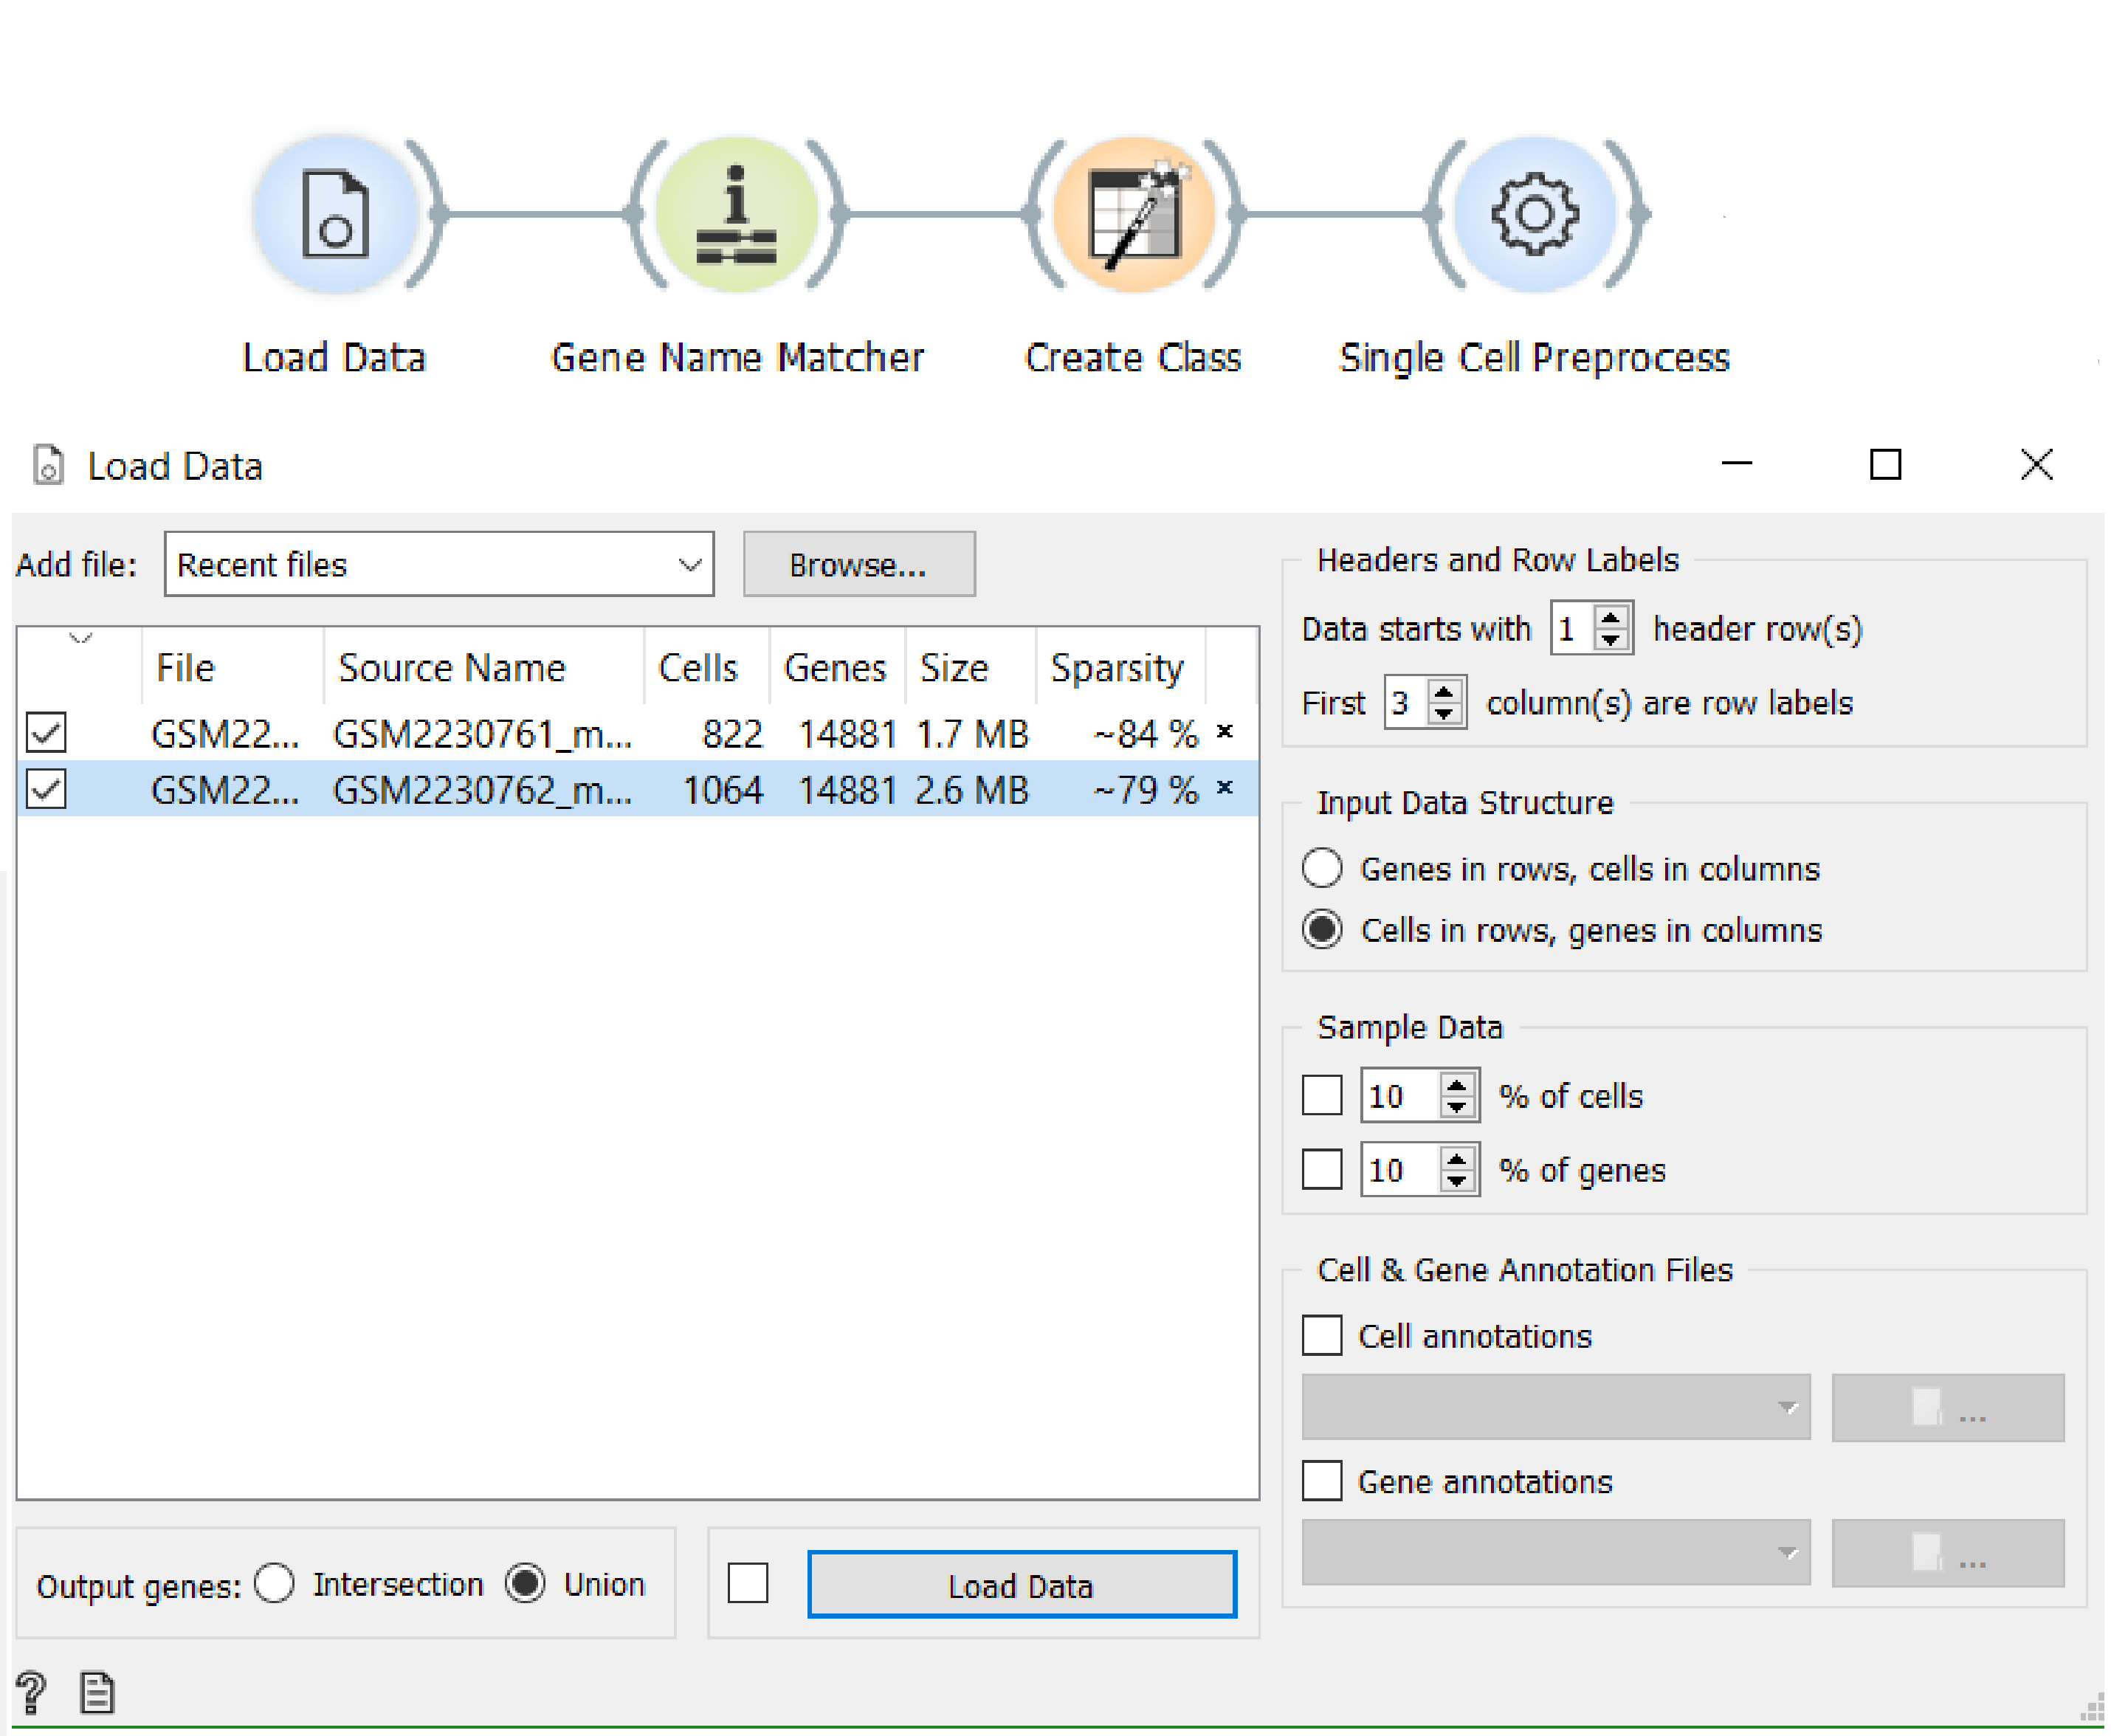 Load Data
Gene Name Matcher
Create Class
Single Cell Preprocess
Load Data
Add file: Recent files Browse...
File Source Name Cells Genes Size Sparsity
GSM22... GSM2230761_m... 822 14881 1.7 MB ~84 %
GSM22... GSM2230762_m... 1064 14881 2.6 MB ~79 %
Output genes: Intersection Union
Load Data
Headers and Row Labels
Data starts with 1 header row(s)
First 3 column(s) are row labels
Input Data Structure
Genes in rows, cells in columns
Cells in rows, genes in columns
Sample Data
10 % of cells
10 % of genes
Cell & Gene Annotation Files
Cell annotations
...
Gene annotations
...